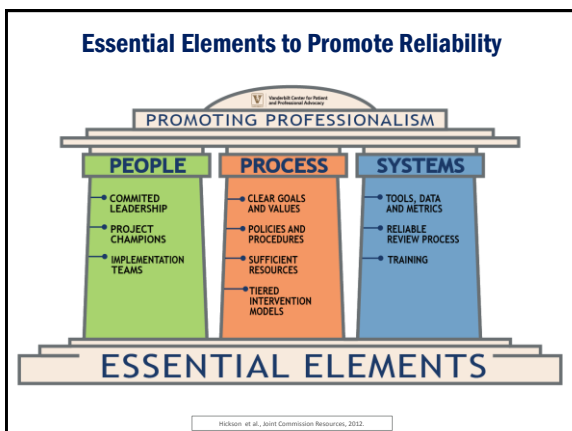 Essential Elements to Promote Reliability
Vanderbilt Center for Patient
and Professional Advocacy
PROMOTING PROFESSIONALISM
PEOPLE
COMMITED
LEADERSHIP
PROJECT
CHAMPIONS
IMPLEMENTATION
TEAMS
PROCESS
CLEAR GOALS
AND VALUES
POLICIES AND
PROCEDURES
SUFFICIENT
RESOURCES
TIERED
INTERVENTION
MODELS
SYSTEMS
TOOLS, DATA
AND METRICS
RELIABLE
REVIEW PROCESS
TRAINING
ESSENTIAL ELEMENTS
Hickson et al., Joint Commission Resources, 2012.